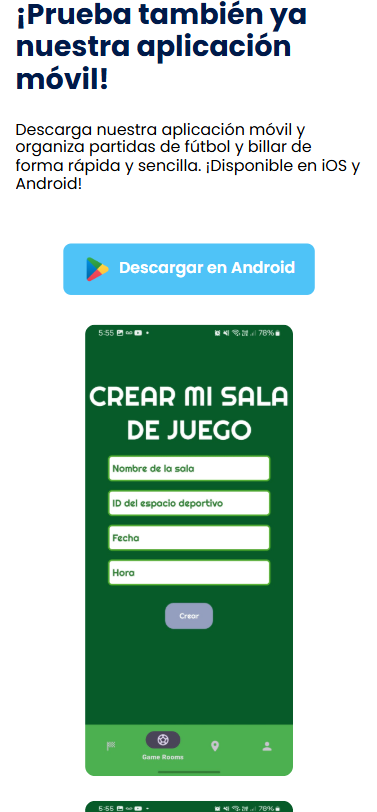 ¡Prueba también ya
nuestra aplicación
móvil!
Descarga nuestra aplicación móvil y
organiza partidas de fútbol y billar de
forma rápida y sencilla. ¡Disponible en iOS y
Android!
Descargar en Android
5:55 78%
CREAR MI SALA
DE JUEGO
Nombre de la sala
ID del espacio deportivo
Fecha
Hora
Crear
Game Rooms
5:55 78%